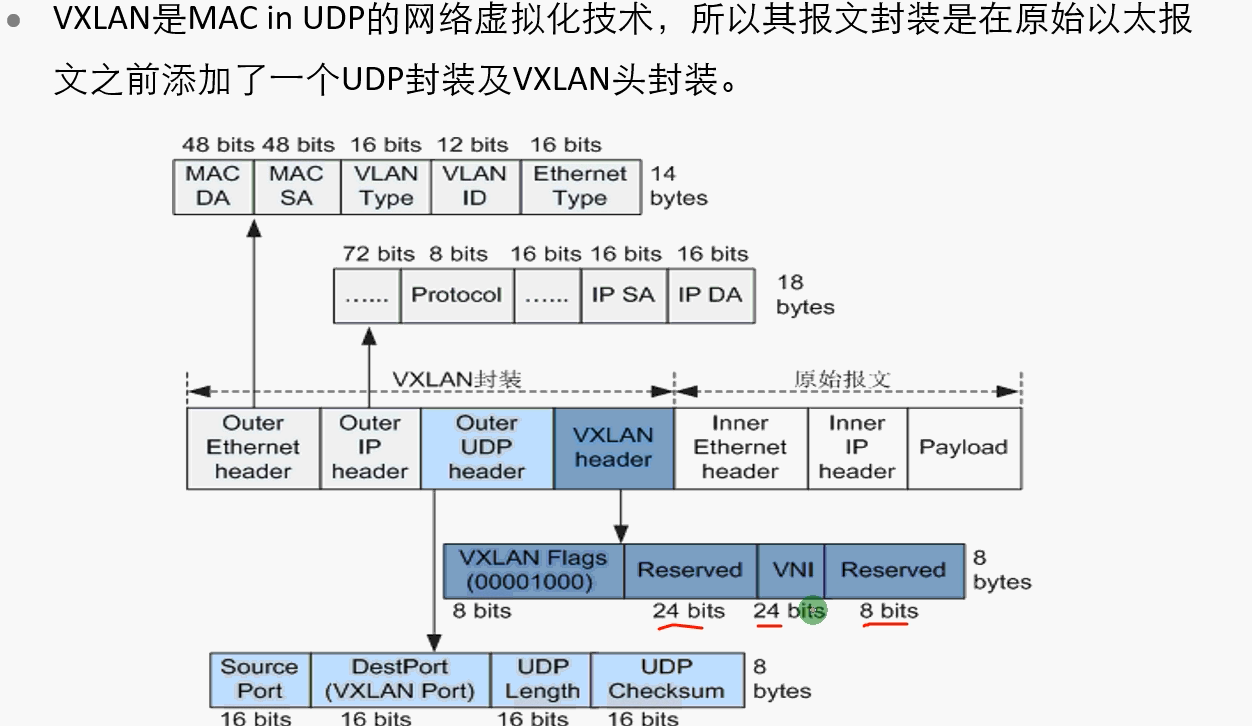 VXLAN是MAC in UDP的网络虚拟化技术，所以其报文封装是在原始以太报
文之前添加了一个UDP封装及VXLAN头封装。
48 bits 48 bits 16 bits 12 bits 16 bits
MAC DA
MAC SA
VLAN Type
VLAN ID
Ethernet Type
14 bytes
72 bits 8 bits 16 bits 16 bits 16 bits
......
Protocol
......
IP SA
IP DA
18 bytes
VXLAN封装
原始报文
Outer Ethernet header
Outer IP header
Outer UDP header
VXLAN header
Inner Ethernet header
Inner IP header
Payload
VXLAN Flags (00001000)
Reserved
VNI
Reserved
8 bytes
8 bits 24 bits 24 bits 8 bits
Source Port
DestPort (VXLAN Port)
UDP Length
UDP Checksum
8 bytes
16 bits 16 bits 16 bits 16 bits